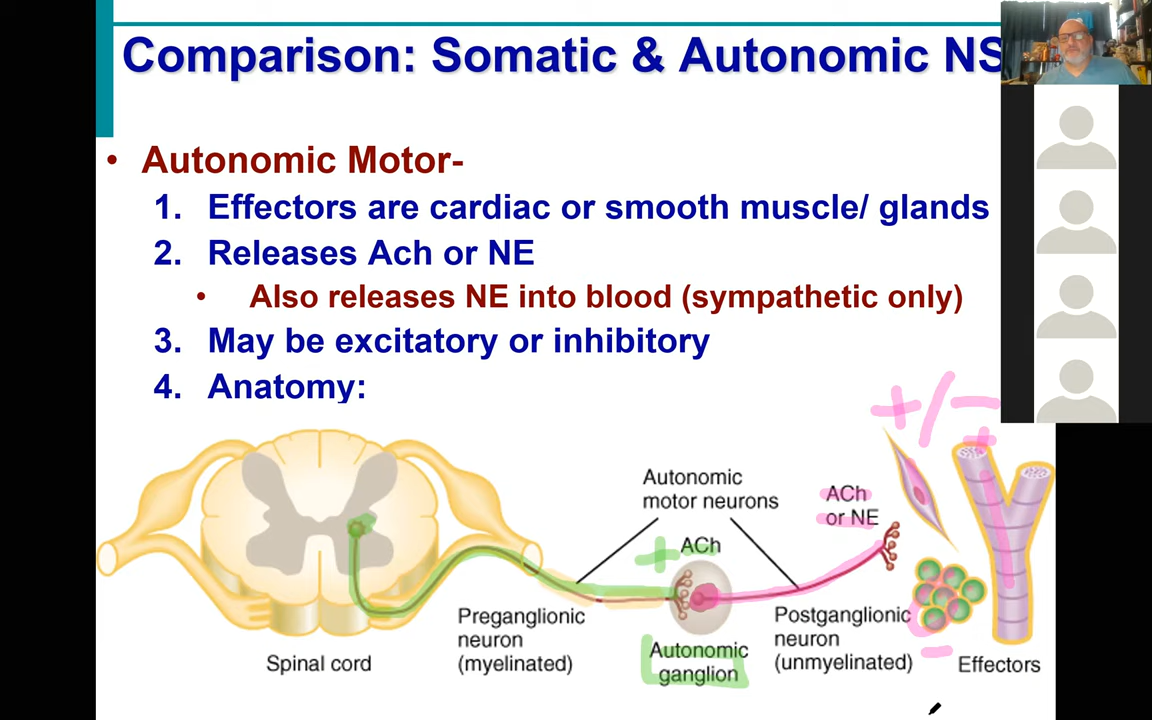 Comparison: Somatic & Autonomic NS
• Autonomic Motor-
1. Effectors are cardiac or smooth muscle/ glands
2. Releases Ach or NE
• Also releases NE into blood (sympathetic only)
3. May be excitatory or inhibitory
4. Anatomy:
+/-
+
Autonomic
motor neurons
ACh
or NE
+ ACh
Preganglionic
neuron
(myelinated)
Postganglionic
neuron
(unmyelinated)
Autonomic
ganglion
-
Spinal cord
Effectors